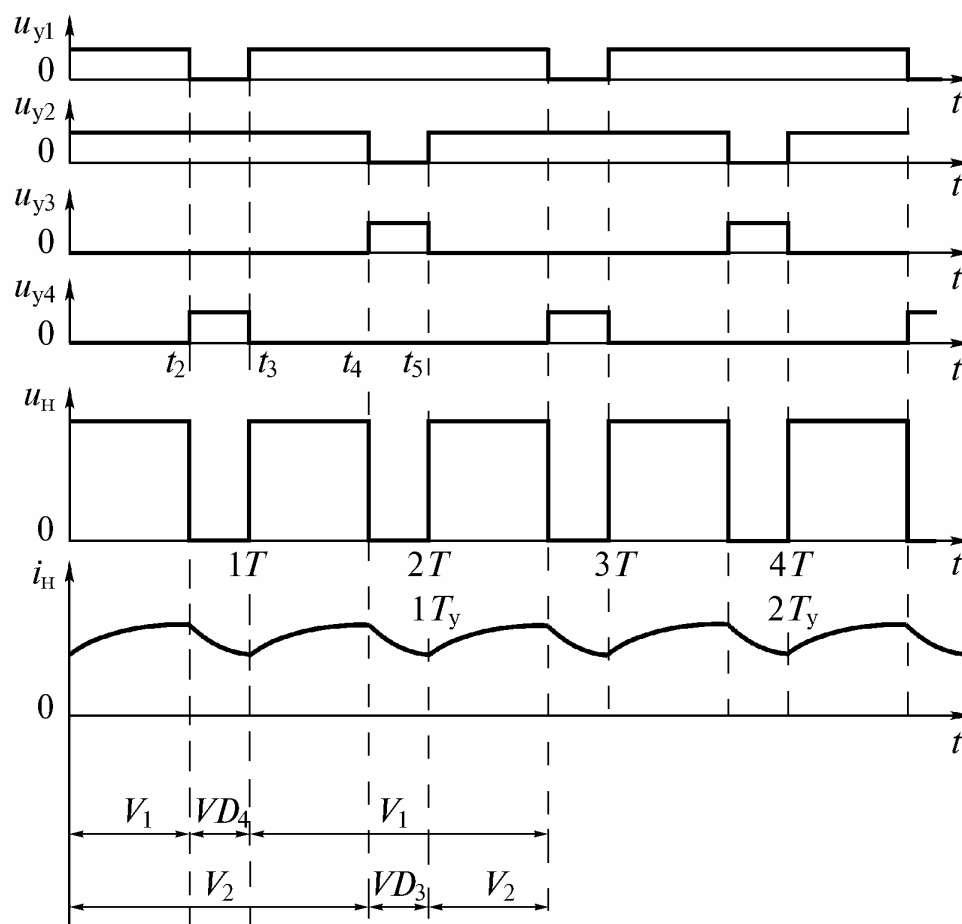 u_y1
0
t
u_y2
0
t
u_y3
0
t
u_y4
0
t_2 t_3 t_4 t_5 t
u_н
0
1T 2T 3T 4T t
i_н
1T_y 2T_y
0
t
V_1 VD_4 V_1
V_2 VD_3 V_2